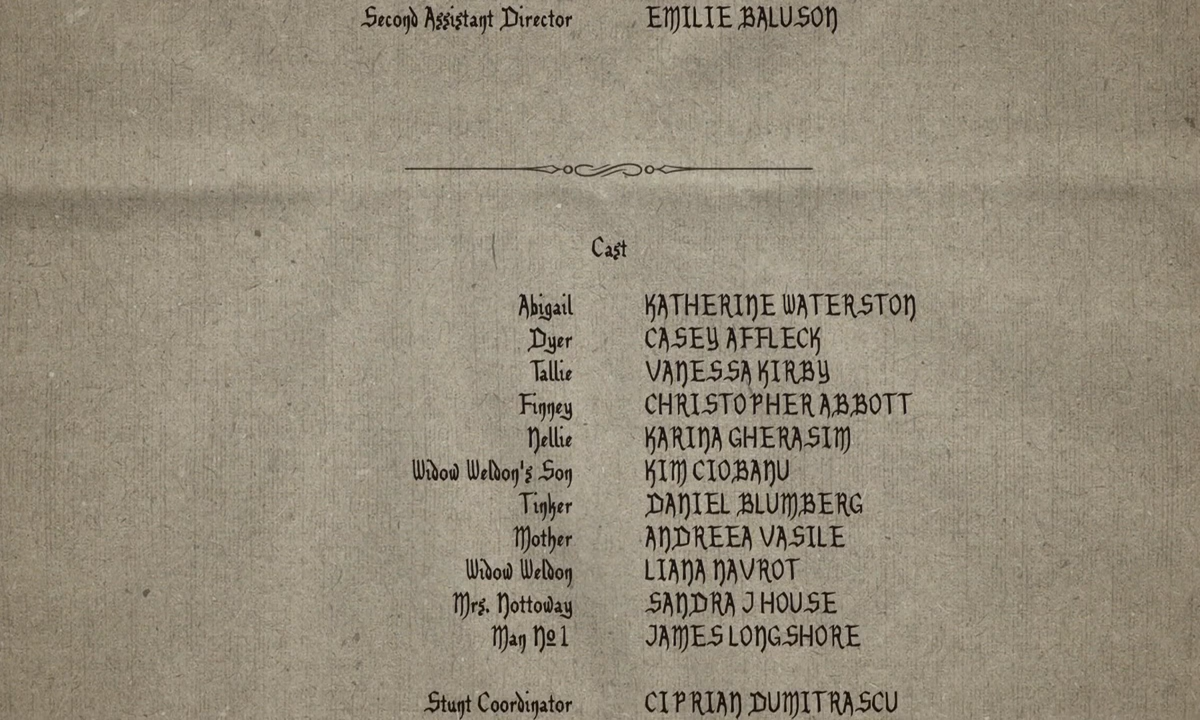 Second Assistant Director EMILIE BALUSON
Cast
Abigail KATHERINE WATERSTON
Dyer CASEY AFFLECK
Tallie VANESSA KIRBY
Finney CHRISTOPHER ABBOTT
Nellie KARINA GHERASIM
Widow Weldon's Son KIM CIOBANU
Tinker DANIEL BLUMBERG
Mother ANDREEA VASILE
Widow Weldon LIANA NAVROT
Mrs. Nottoway SANDRA J HOUSE
Man Nº 1 JAMES LONGSHORE
Stunt Coordinator CIPRIAN DUMITRASCU